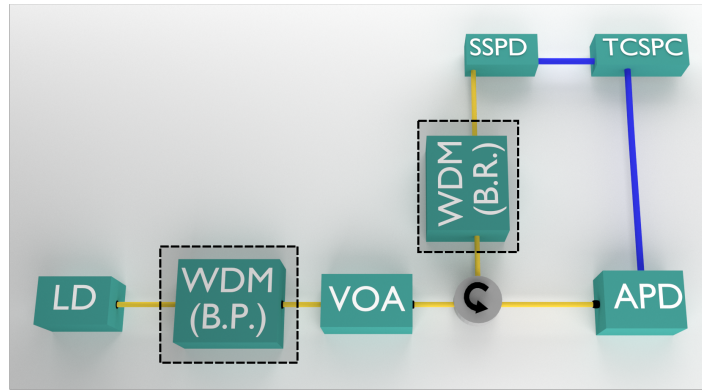 SSPD
TCSPC
WDM
(B.R.)
LD
WDM
(B.P.)
VOA
APD